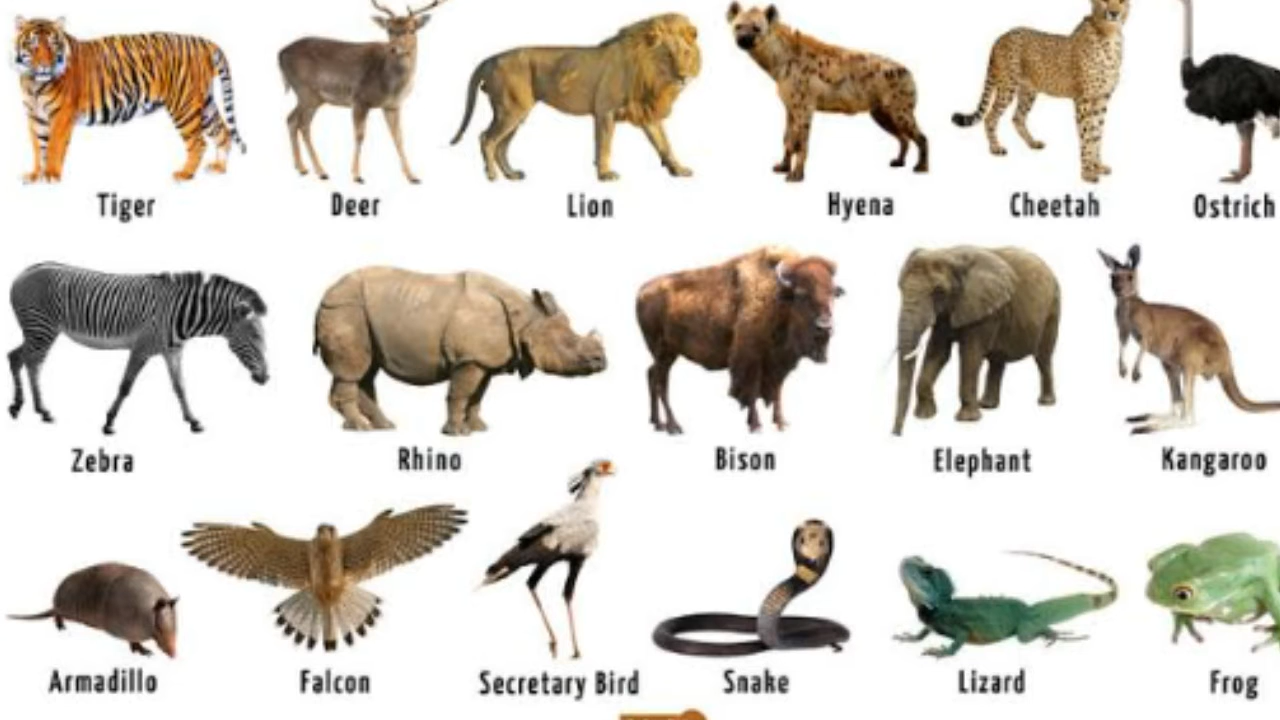 Tiger Deer Lion Hyena Cheetah Ostrich
Zebra Rhino Bison Elephant Kangaroo
Armadillo Falcon Secretary Bird Snake Lizard Frog